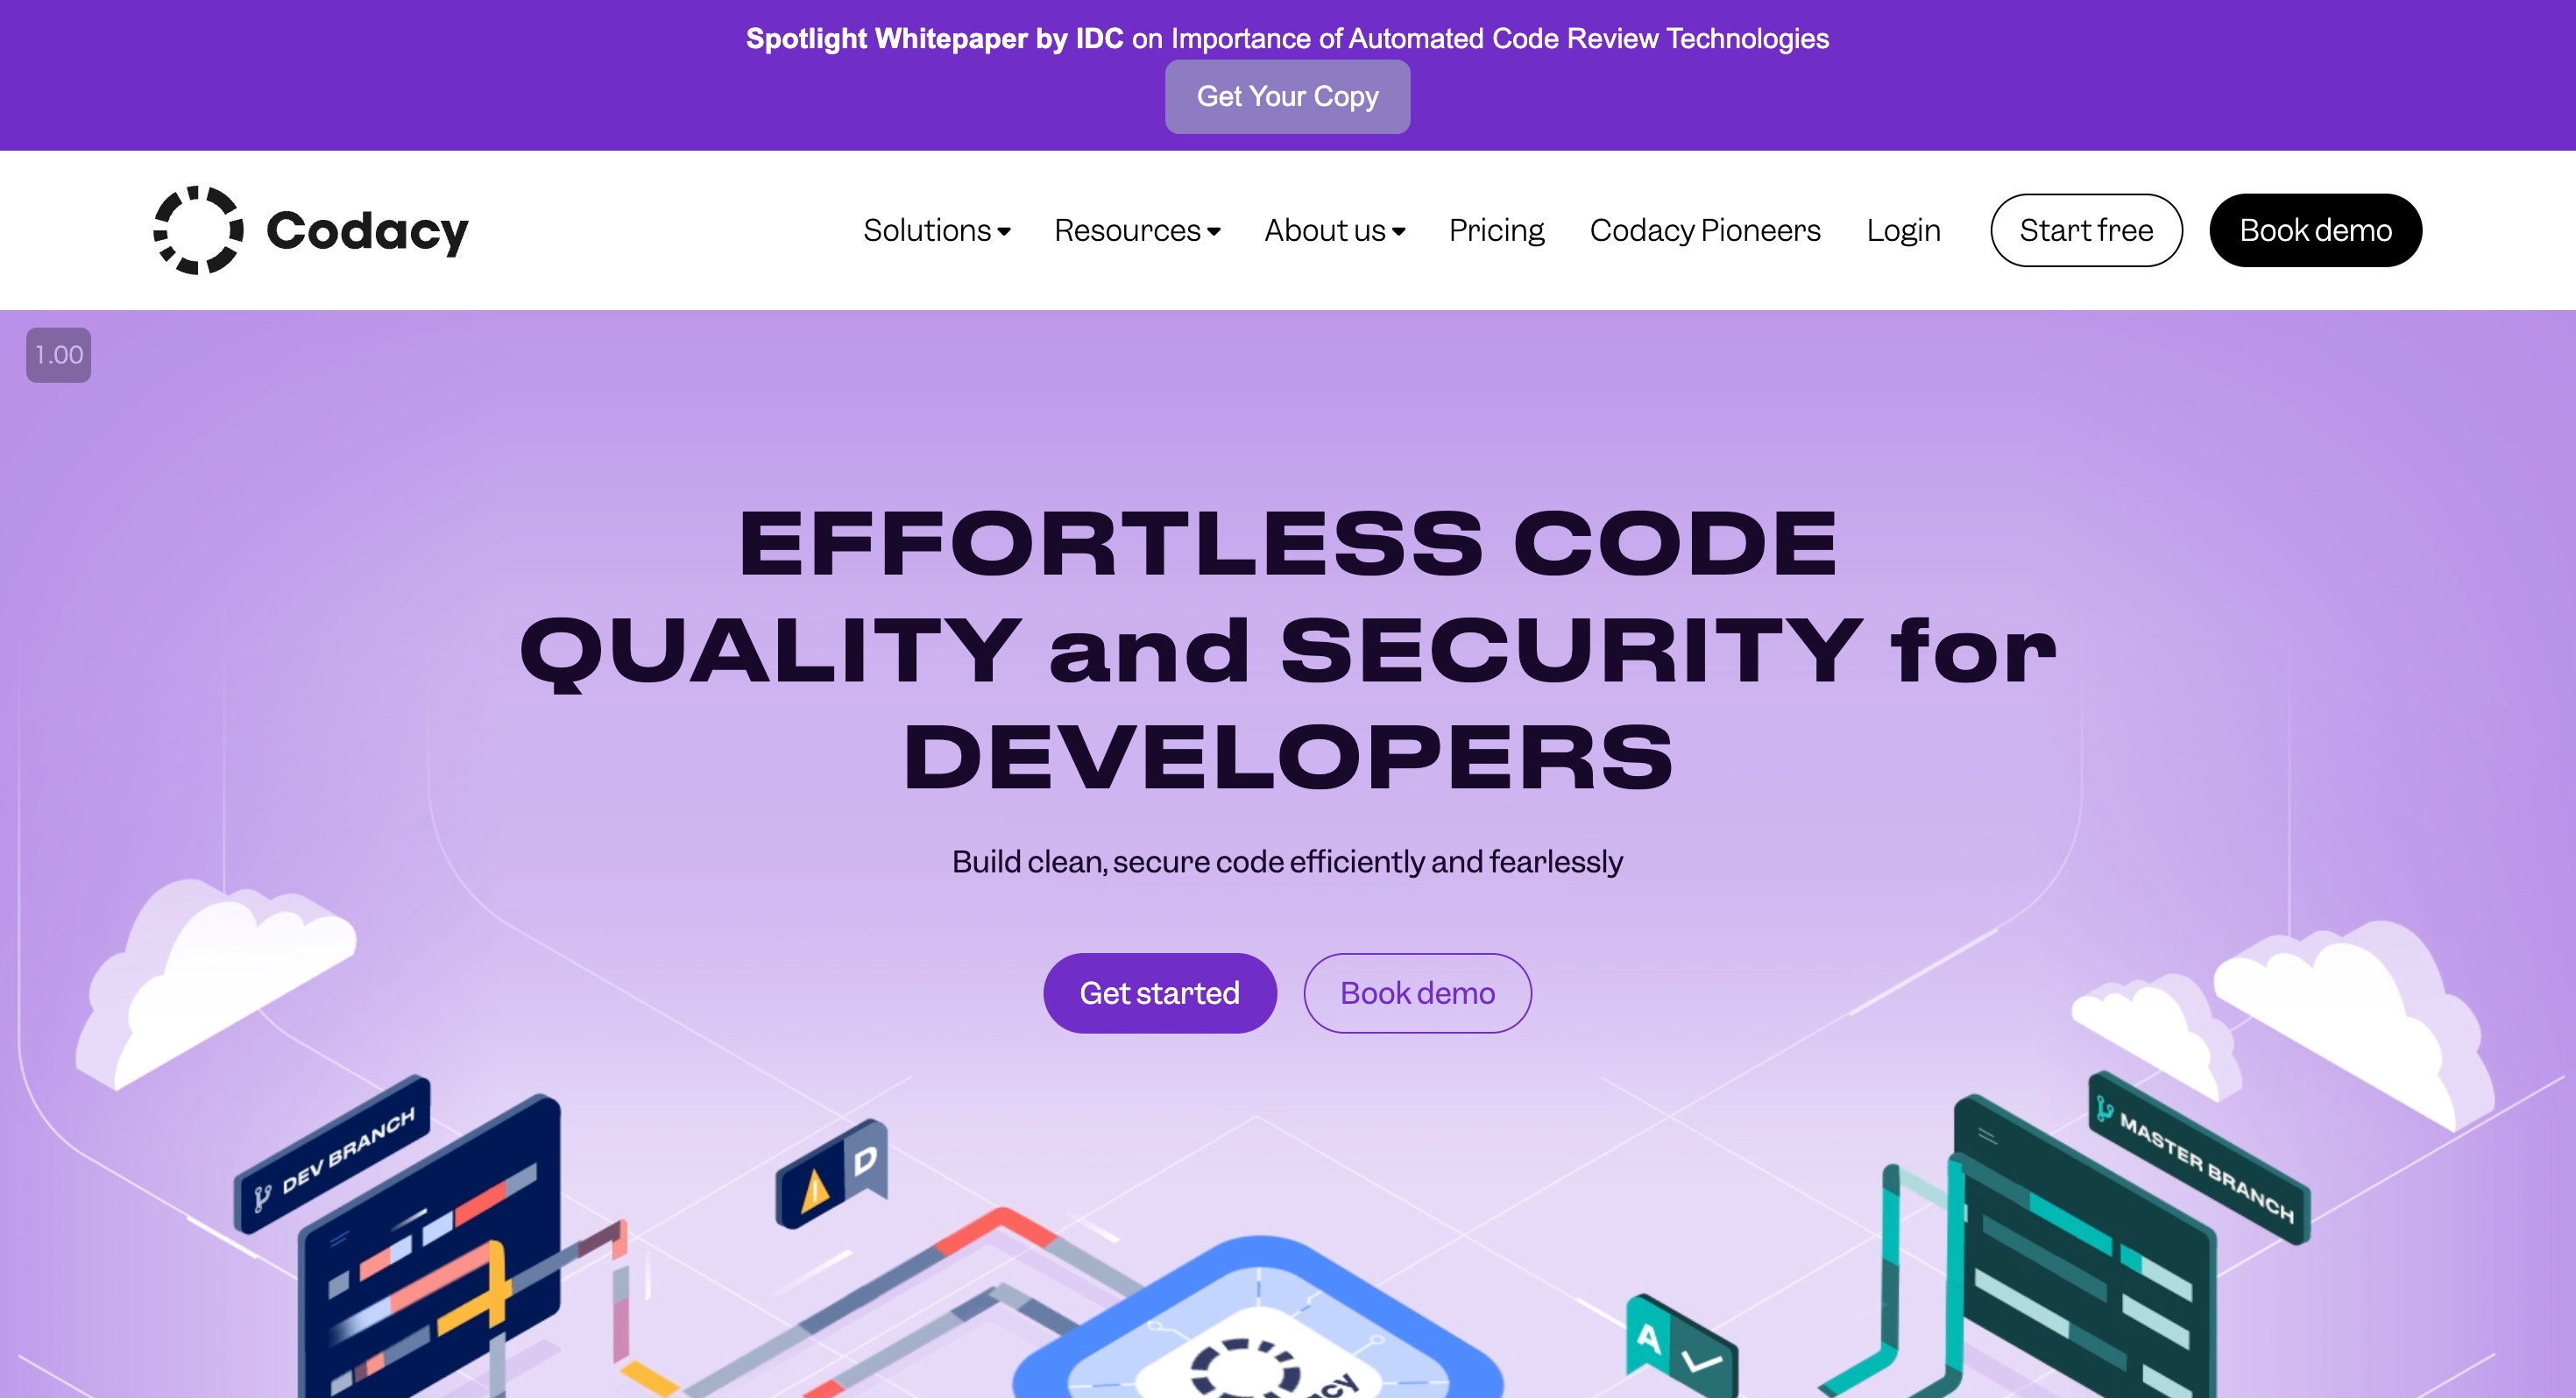 Spotlight Whitepaper by IDC on Importance of Automated Code Review Technologies
Get Your Copy
Codacy
Solutions
Resources
About us
Pricing
Codacy Pioneers
Login
Start free
Book demo
1.00
EFFORTLESS CODE
QUALITY and SECURITY for
DEVELOPERS
Build clean, secure code efficiently and fearlessly
Get started
Book demo
DEV BRANCH
D
MASTER BRANCH
A